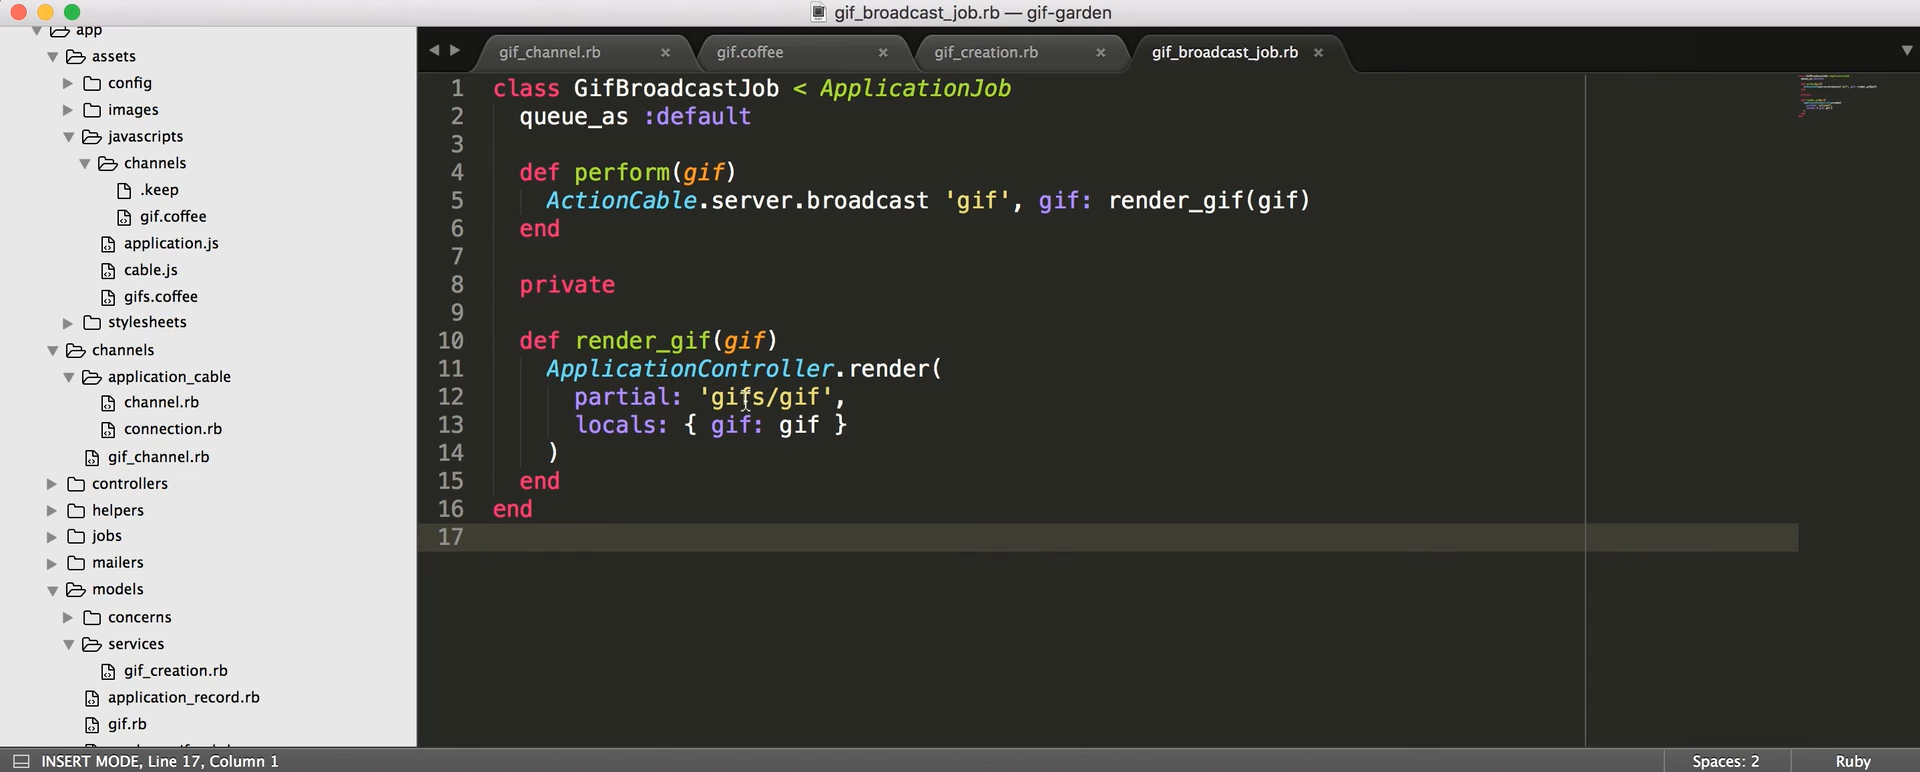 gif_broadcast_job.rb — gif-garden
app
assets
config
images
javascripts
channels
.keep
gif.coffee
application.js
cable.js
gifs.coffee
stylesheets
channels
application_cable
channel.rb
connection.rb
gif_channel.rb
controllers
helpers
jobs
mailers
models
concerns
services
gif_creation.rb
application_record.rb
gif.rb
gif_channel.rb × gif.coffee × gif_creation.rb × gif_broadcast_job.rb ×
1 class GifBroadcastJob < ApplicationJob
2 queue_as :default
3
4 def perform(gif)
5 ActionCable.server.broadcast 'gif', gif: render_gif(gif)
6 end
7
8 private
9
10 def render_gif(gif)
11 ApplicationController.render(
12 partial: 'gifs/gif',
13 locals: { gif: gif }
14 )
15 end
16 end
17
INSERT MODE, Line 17, Column 1
Spaces: 2
Ruby